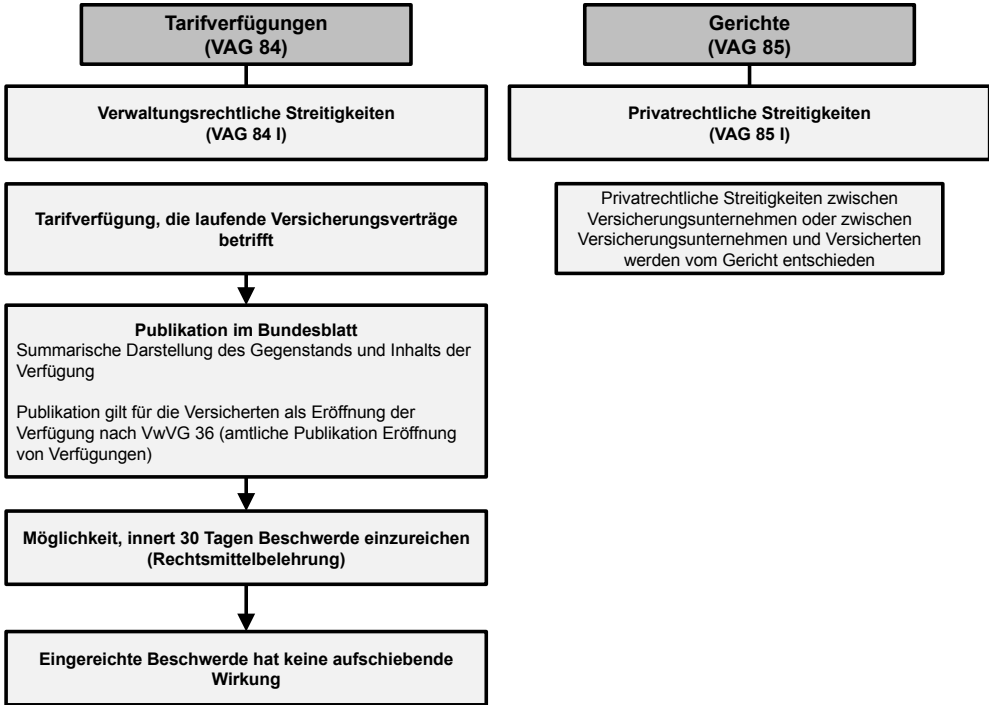 Tarifverfügungen
(VAG 84)
Verwaltungsrechtliche Streitigkeiten
(VAG 84 I)
Tarifverfügung, die laufende Versicherungsverträge
betrifft
Publikation im Bundesblatt
Summarische Darstellung des Gegenstands und Inhalts der
Verfügung
Publikation gilt für die Versicherten als Eröffnung der
Verfügung nach VwVG 36 (amtliche Publikation Eröffnung
von Verfügungen)
Möglichkeit, innert 30 Tagen Beschwerde einzureichen
(Rechtsmittelbelehrung)
Eingereichte Beschwerde hat keine aufschiebende
Wirkung
Gerichte
(VAG 85)
Privatrechtliche Streitigkeiten
(VAG 85 I)
Privatrechtliche Streitigkeiten zwischen
Versicherungsunternehmen oder zwischen
Versicherungsunternehmen und Versicherten
werden vom Gericht entschieden